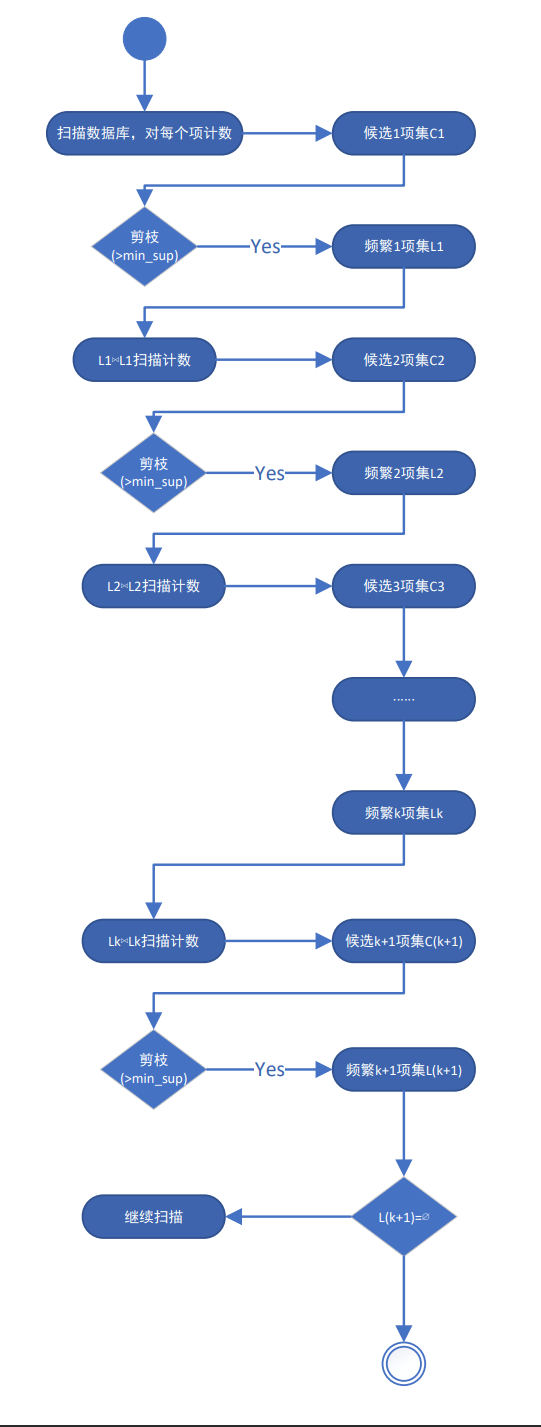 扫描数据库，对每个项计数
候选1项集C1
剪枝
(>min_sup)
Yes
频繁1项集L1
L1⋈L1扫描计数
候选2项集C2
剪枝
(>min_sup)
Yes
频繁2项集L2
L2⋈L2扫描计数
候选3项集C3
……
频繁k项集Lk
Lk⋈Lk扫描计数
候选k+1项集C(k+1)
剪枝
(>min_sup)
Yes
频繁k+1项集L(k+1)
继续扫描
L(k+1)=∅